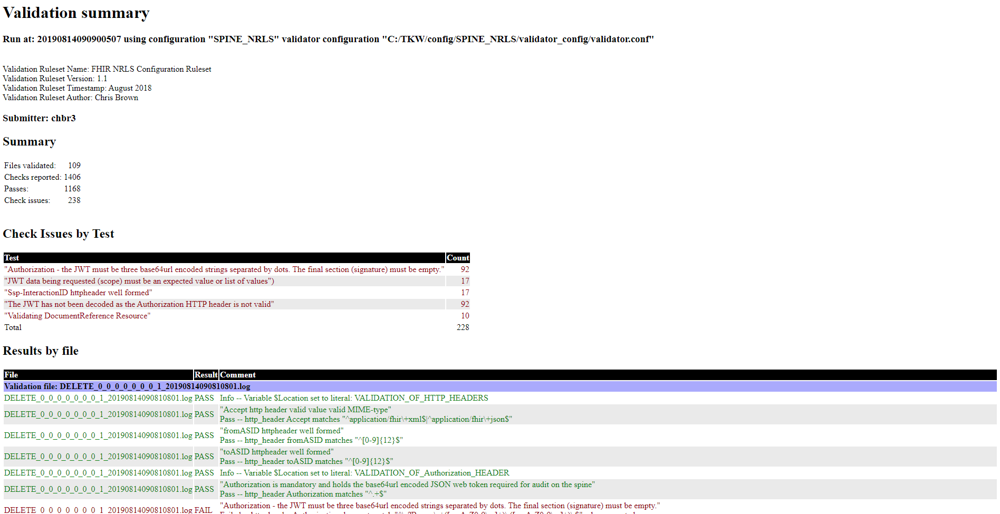 Validation summary
Run at: 20190814090900507 using configuration "SPINE_NRLS" validator configuration "C:/TKW/config/SPINE_NRLS/validator_config/validator.conf"
Validation Ruleset Name: FHIR NRLS Configuration Ruleset
Validation Ruleset Version: 1.1
Validation Ruleset Timestamp: August 2018
Validation Ruleset Author: Chris Brown
Submitter: chbr3
Summary
Files validated: 109
Checks reported: 1406
Passes: 1168
Check issues: 238
Check Issues by Test
Test Count
"Authorization - the JWT must be three base64url encoded strings separated by dots. The final section (signature) must be empty." 92
"JWT data being requested (scope) must be an expected value or list of values") 17
"Ssp-InteractionID httpheader well formed" 17
"The JWT has not been decoded as the Authorization HTTP header is not valid" 92
"Validating DocumentReference Resource" 10
Total 228
Results by file
File Result Comment
Validation file: DELETE_0_0_0_0_0_0_0_1_20190814090810801.log
DELETE_0_0_0_0_0_0_0_1_20190814090810801.log PASS Info -- Variable $Location set to literal: VALIDATION_OF_HTTP_HEADERS
DELETE_0_0_0_0_0_0_0_1_20190814090810801.log PASS "Accept http header valid value valid MIME-type"
Pass -- http_header Accept matches "^application/fhir\+xml$|^application/fhir\+json$"
DELETE_0_0_0_0_0_0_0_1_20190814090810801.log PASS "fromASID httpheader well formed"
Pass -- http_header fromASID matches "^[0-9]{12}$"
DELETE_0_0_0_0_0_0_0_1_20190814090810801.log PASS "toASID httpheader well formed"
Pass -- http_header toASID matches "^[0-9]{12}$"
DELETE_0_0_0_0_0_0_0_1_20190814090810801.log PASS Info -- Variable $Location set to literal: VALIDATION_OF_Authorization_HEADER
DELETE_0_0_0_0_0_0_0_1_20190814090810801.log PASS "Authorization is mandatory and holds the base64url encoded JSON web token required for audit on the spine"
Pass -- http_header Authorization matches "^.+$"
DELETE_0_0_0_0_0_0_0_1_20190814090810801.log FAIL "Authorization - the JWT must be three base64url encoded strings separated by dots. The final section (signature) must be empty."